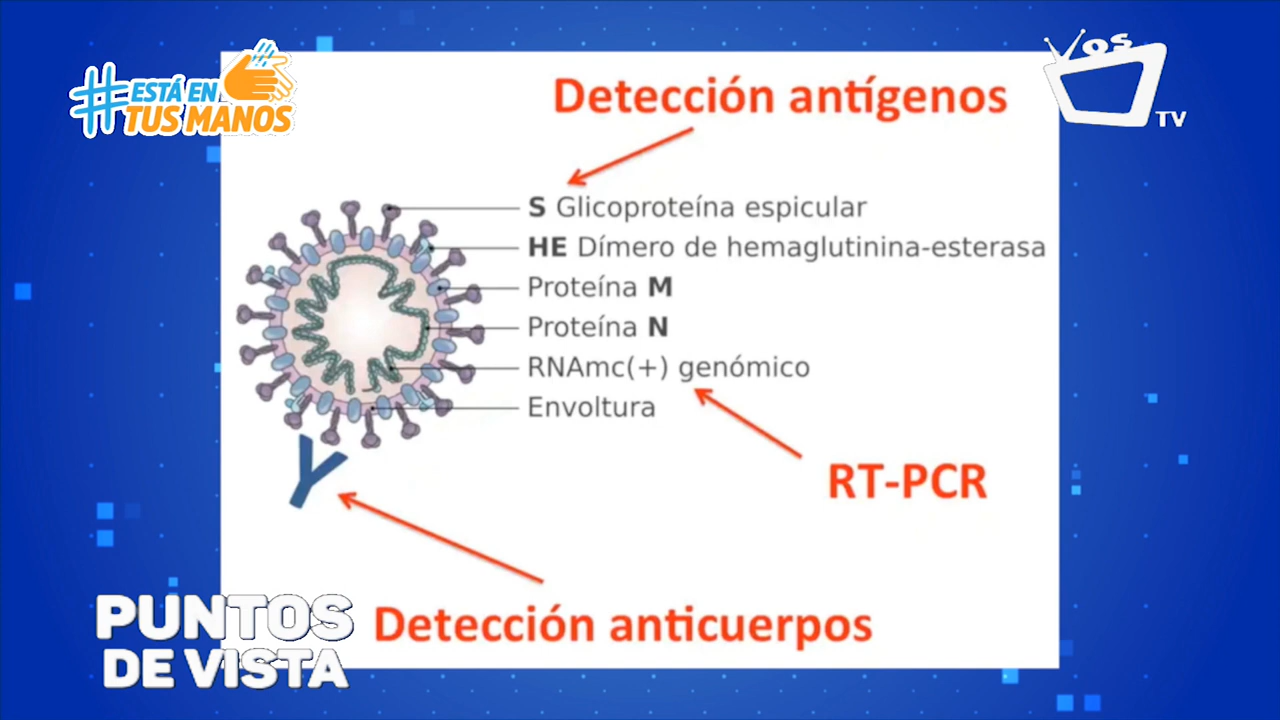 #ESTÁ EN
TUS MANOS
VOS
TV
Detección antígenos
S Glicoproteína espicular
HE Dímero de hemaglutinina-esterasa
Proteína M
Proteína N
RNAmc(+) genómico
Envoltura
RT-PCR
Detección anticuerpos
PUNTOS
DE VISTA